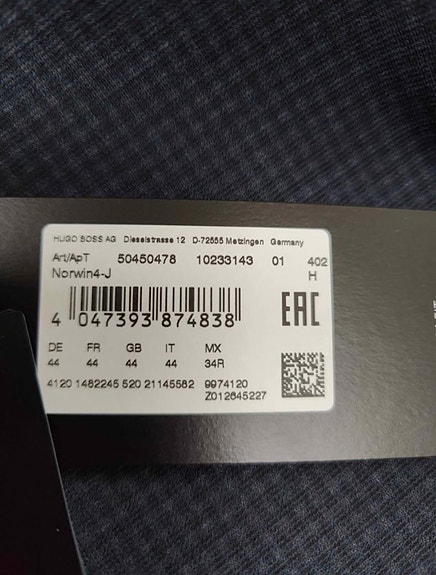 HUGO BOSS AG Dieselstrasse 12 D-72555 Metzingen Germany
Art/ApT 50450478 10233143 01 402
Norwin4-J H
EAC
4 047393 874838
DE FR GB IT MX
44 44 44 44 34R
4120 1482245 520 21145562 9974120
Z012645227